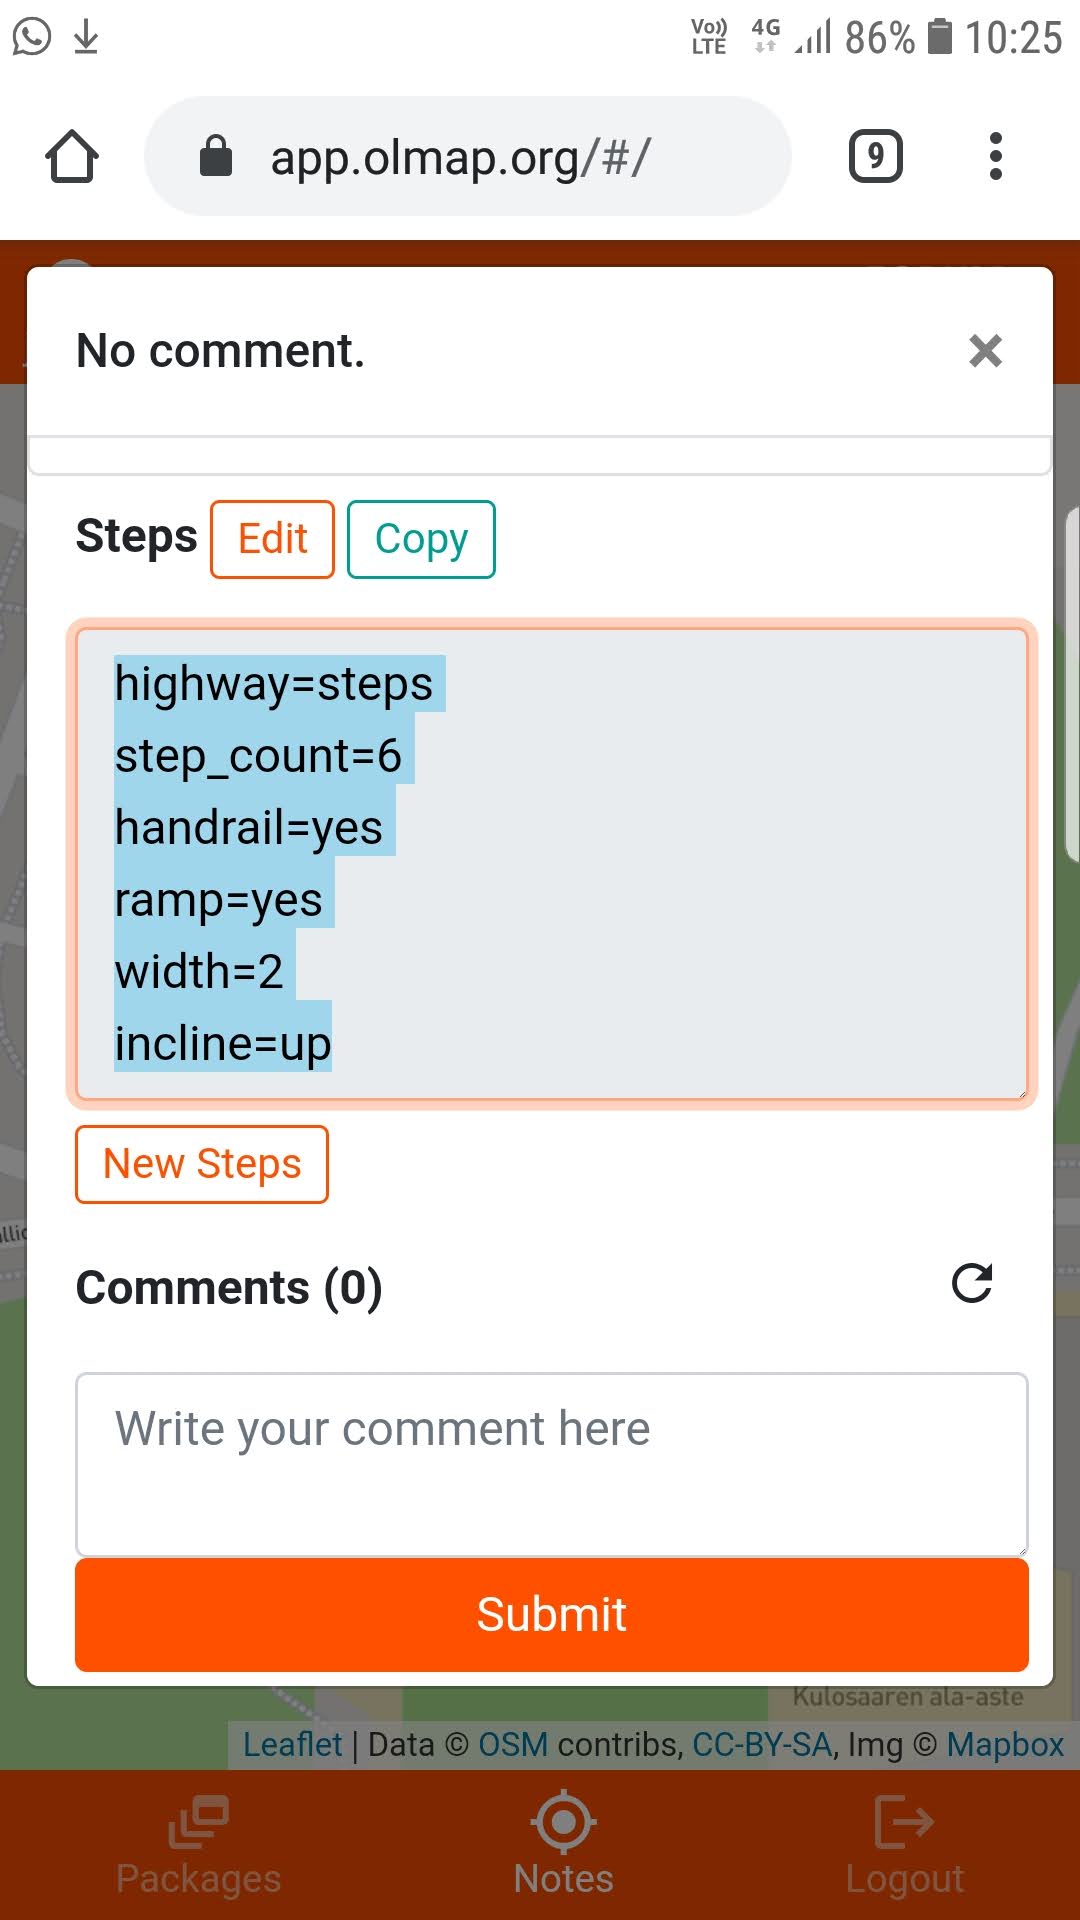 Vo)) LTE 4G 86% 10:25
app.olmap.org/#/ 9
No comment.
Steps Edit Copy
highway=steps
step_count=6
handrail=yes
ramp=yes
width=2
incline=up
New Steps
Comments (0)
Write your comment here
Submit
Kulosaaren ala-aste
Leaflet | Data © OSM contribs, CC-BY-SA, Img © Mapbox
Packages Notes Logout